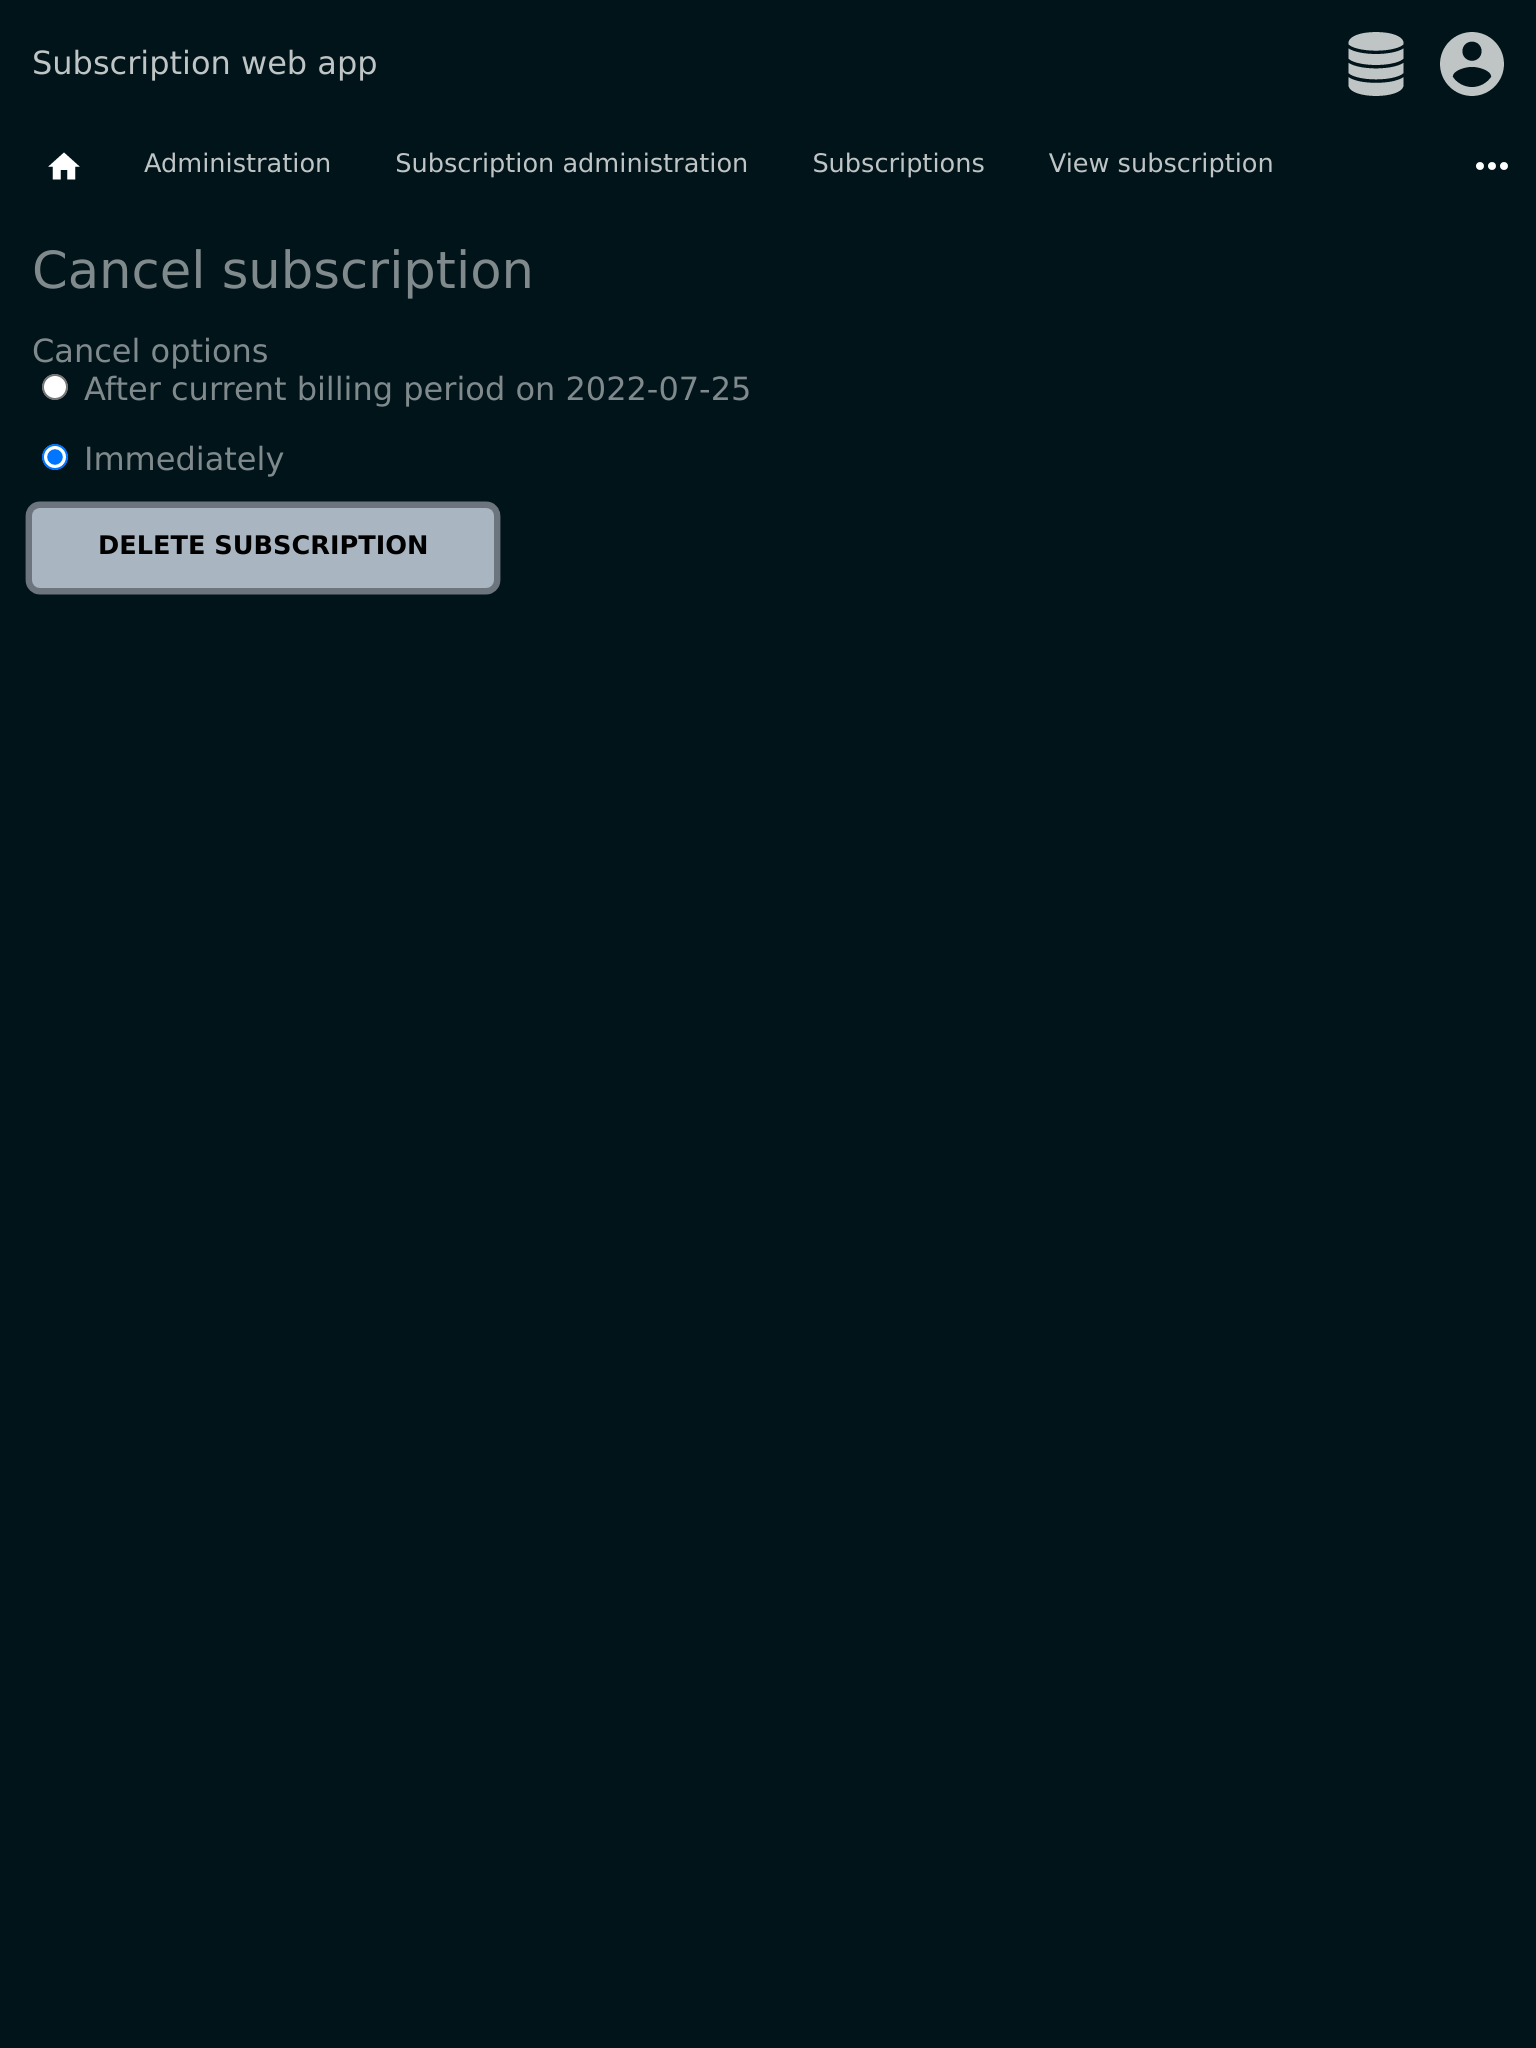 Subscription web app
Administration Subscription administration Subscriptions View subscription
Cancel subscription
Cancel options
After current billing period on 2022-07-25
Immediately
DELETE SUBSCRIPTION